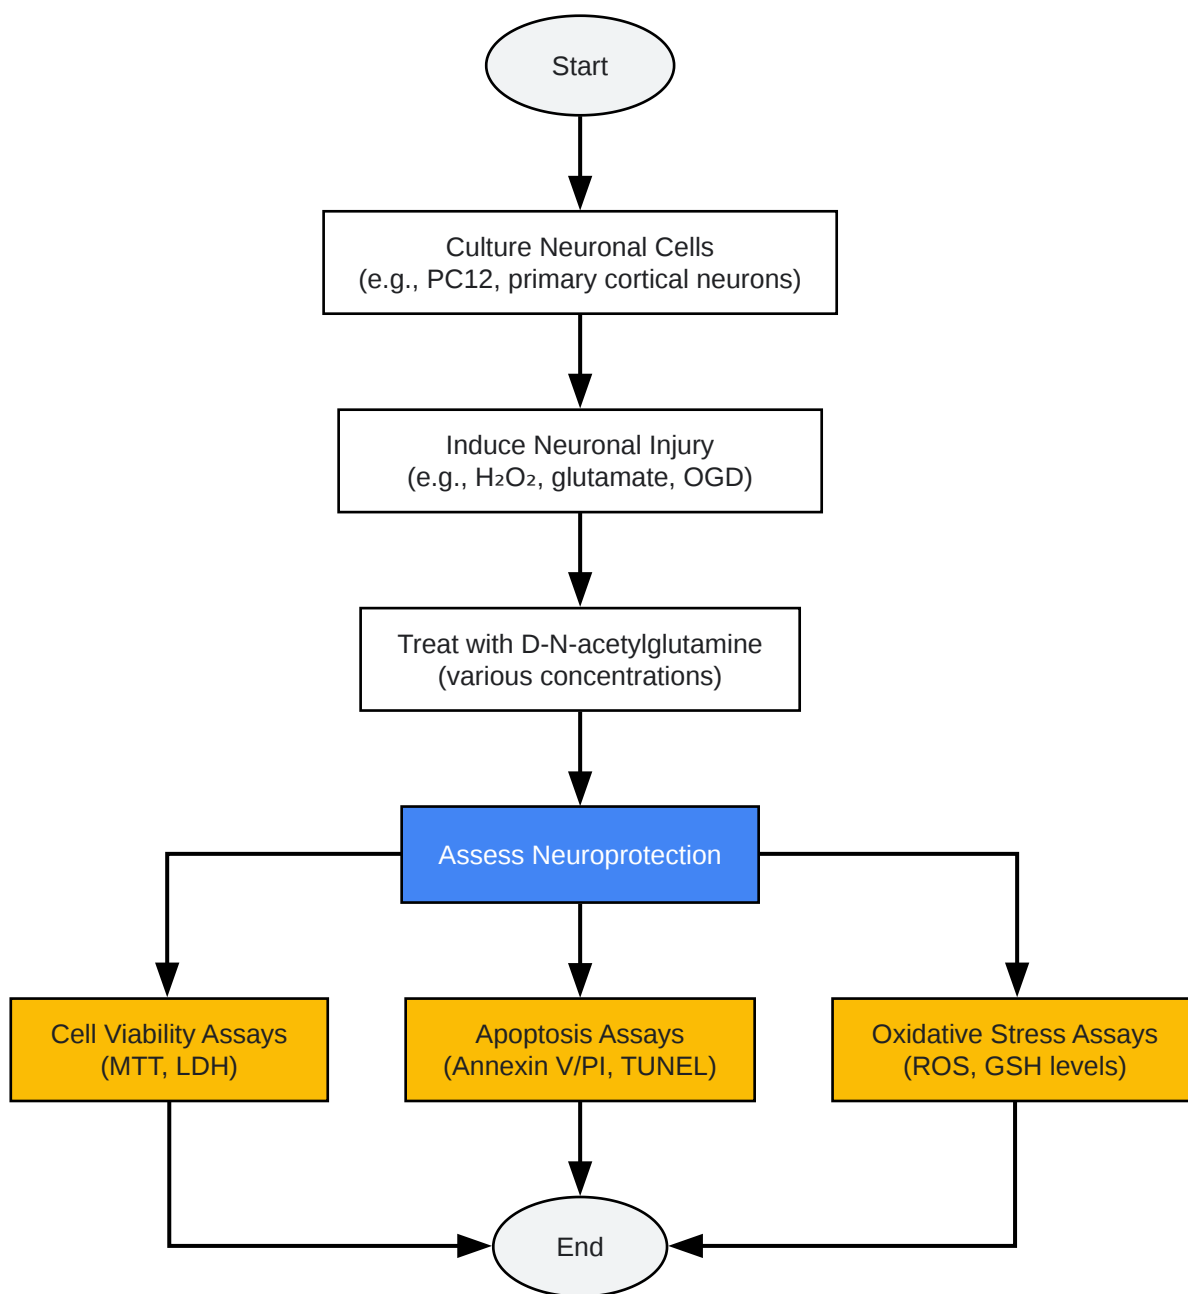 Start
Culture Neuronal Cells
(e.g., PC12, primary cortical neurons)
Induce Neuronal Injury
(e.g., H₂O₂, glutamate, OGD)
Treat with D-N-acetylglutamine
(various concentrations)
Assess Neuroprotection
Cell Viability Assays
(MTT, LDH)
Apoptosis Assays
(Annexin V/PI, TUNEL)
Oxidative Stress Assays
(ROS, GSH levels)
End